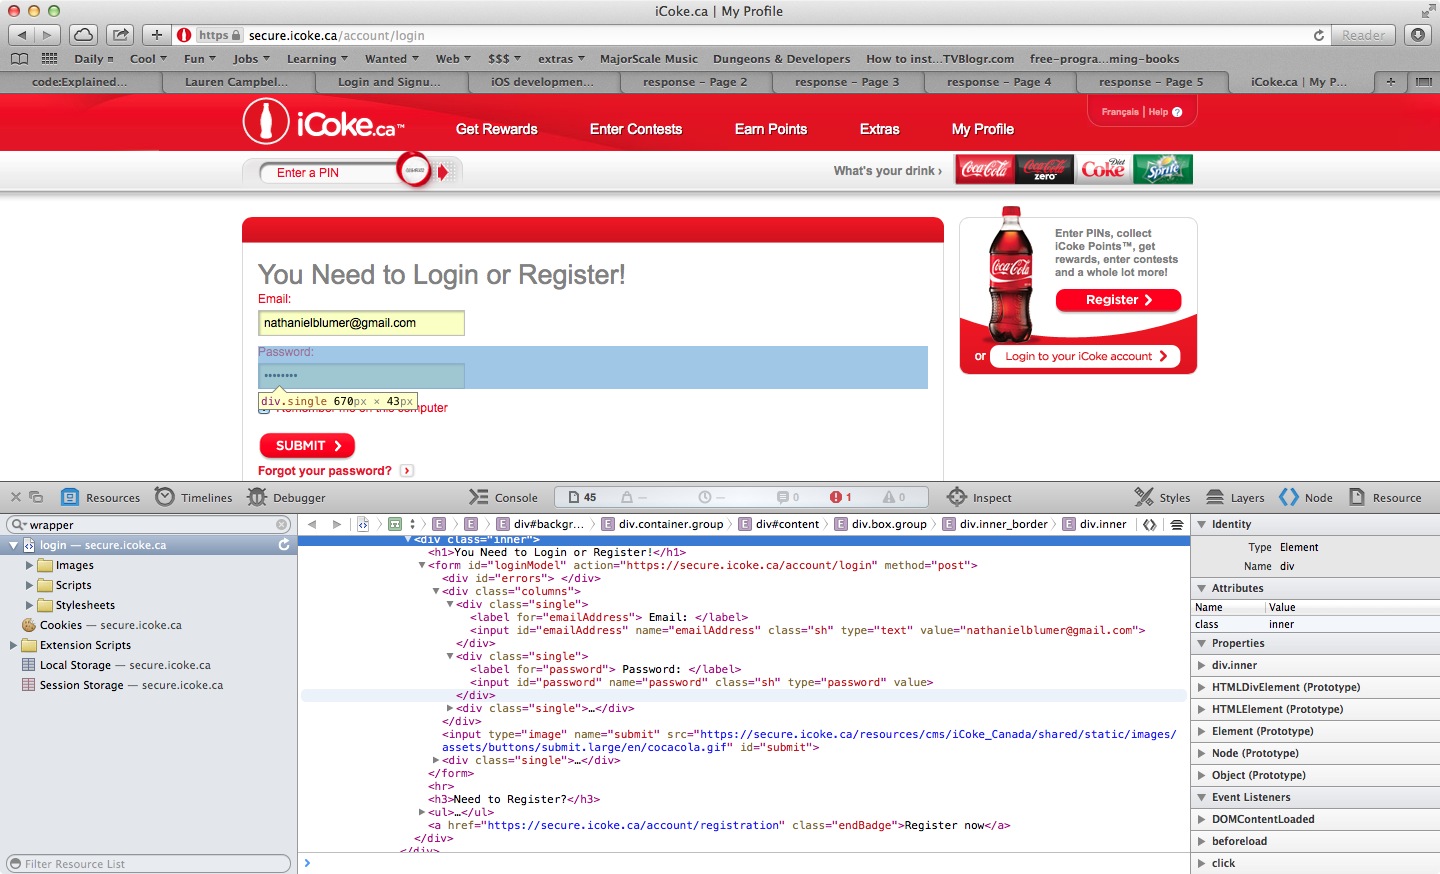 iCoke.ca | My Profile
https secure.icoke.ca/account/login Reader
Daily Cool Fun Jobs Learning Wanted Web $$$ extras MajorScale Music Dungeons & Developers How to inst...TVBlogr.com free-progra...ming-books
code:Explained... Lauren Campbel... Login and Signu... iOS developmen... response – Page 2 response – Page 3 response – Page 4 response – Page 5 iCoke.ca | My P...
Français | Help ?
iCoke.ca™ Get Rewards Enter Contests Earn Points Extras My Profile
Enter a PIN What's your drink › Coca-Cola Coca-Cola zero Diet Coke Sprite
You Need to Login or Register!
Email:
nathanielblumer@gmail.com
Password:
••••••••
div.single 670px × 43px
Remember me on this computer
SUBMIT
Forgot your password?
Coca-Cola
Enter PINs, collect
iCoke Points™, get
rewards, enter contests
and a whole lot more!
Register
or Login to your iCoke account
Resources Timelines Debugger Console 45 — — 0 1 0 Inspect Styles Layers Node Resource
wrapper
E E E div#backgr... E div.container.group E div#content E div.box.group E div.inner_border E div.inner
login — secure.icoke.ca
Images
Scripts
Stylesheets
Cookies — secure.icoke.ca
Extension Scripts
Local Storage — secure.icoke.ca
Session Storage — secure.icoke.ca
Filter Resource List
<div class="inner">
<h1>You Need to Login or Register!</h1>
<form id="loginModel" action="https://secure.icoke.ca/account/login" method="post">
<div id="errors"> </div>
<div class="columns">
<div class="single">
<label for="emailAddress"> Email: </label>
<input id="emailAddress" name="emailAddress" class="sh" type="text" value="nathanielblumer@gmail.com">
</div>
<div class="single">
<label for="password"> Password: </label>
<input id="password" name="password" class="sh" type="password" value>
</div>
<div class="single">…</div>
</div>
<input type="image" name="submit" src="https://secure.icoke.ca/resources/cms/iCoke_Canada/shared/static/images/
assets/buttons/submit.large/en/cocacola.gif" id="submit">
<div class="single">…</div>
</form>
<hr>
<h3>Need to Register?</h3>
<ul>…</ul>
<a href="https://secure.icoke.ca/account/registration" class="endBadge">Register now</a>
</div>
</div>
Identity
Type Element
Name div
Attributes
Name Value
class inner
Properties
div.inner
HTMLDivElement (Prototype)
HTMLElement (Prototype)
Element (Prototype)
Node (Prototype)
Object (Prototype)
Event Listeners
DOMContentLoaded
beforeload
click